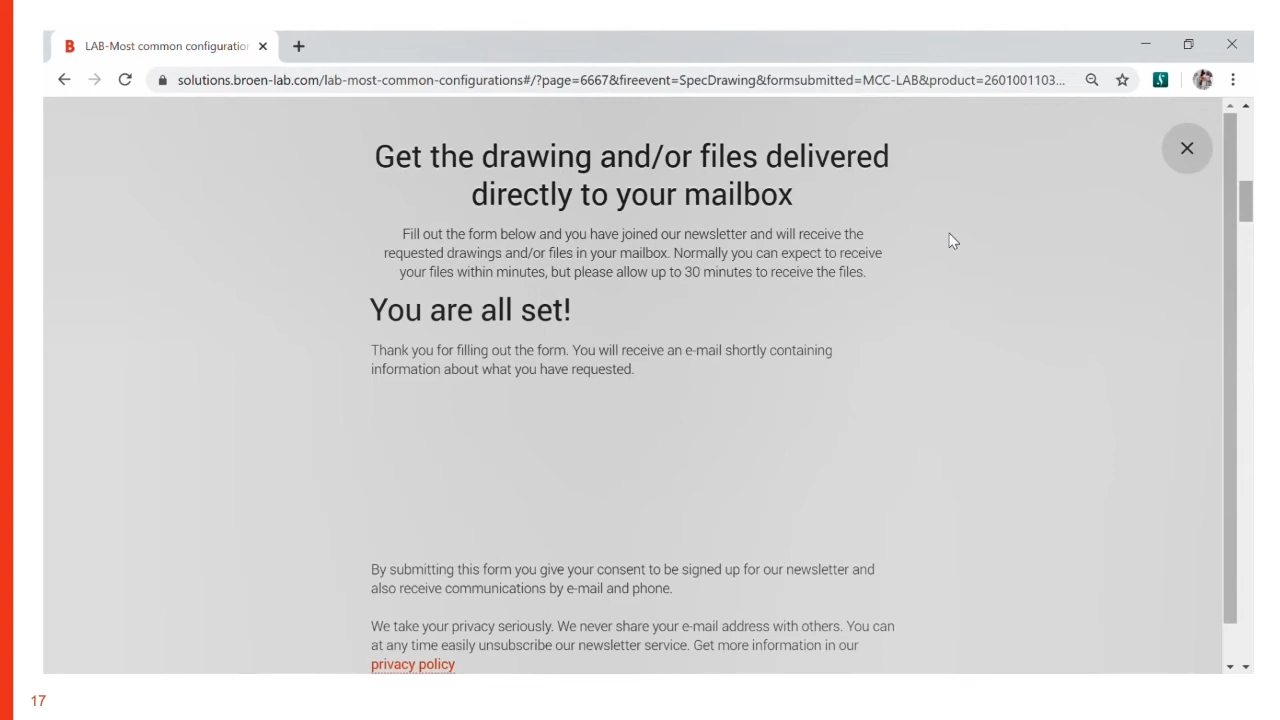 B LAB-Most common configuration
solutions.broen-lab.com/lab-most-common-configurations#/?page=6667&fireevent=SpecDrawing&formsubmitted=MCC-LAB&product=2601001103...
Get the drawing and/or files delivered
directly to your mailbox
Fill out the form below and you have joined our newsletter and will receive the
requested drawings and/or files in your mailbox. Normally you can expect to receive
your files within minutes, but please allow up to 30 minutes to receive the files.
You are all set!
Thank you for filling out the form. You will receive an e-mail shortly containing
information about what you have requested.
By submitting this form you give your consent to be signed up for our newsletter and
also receive communications by e-mail and phone.
We take your privacy seriously. We never share your e-mail address with others. You can
at any time easily unsubscribe our newsletter service. Get more information in our
privacy policy
17